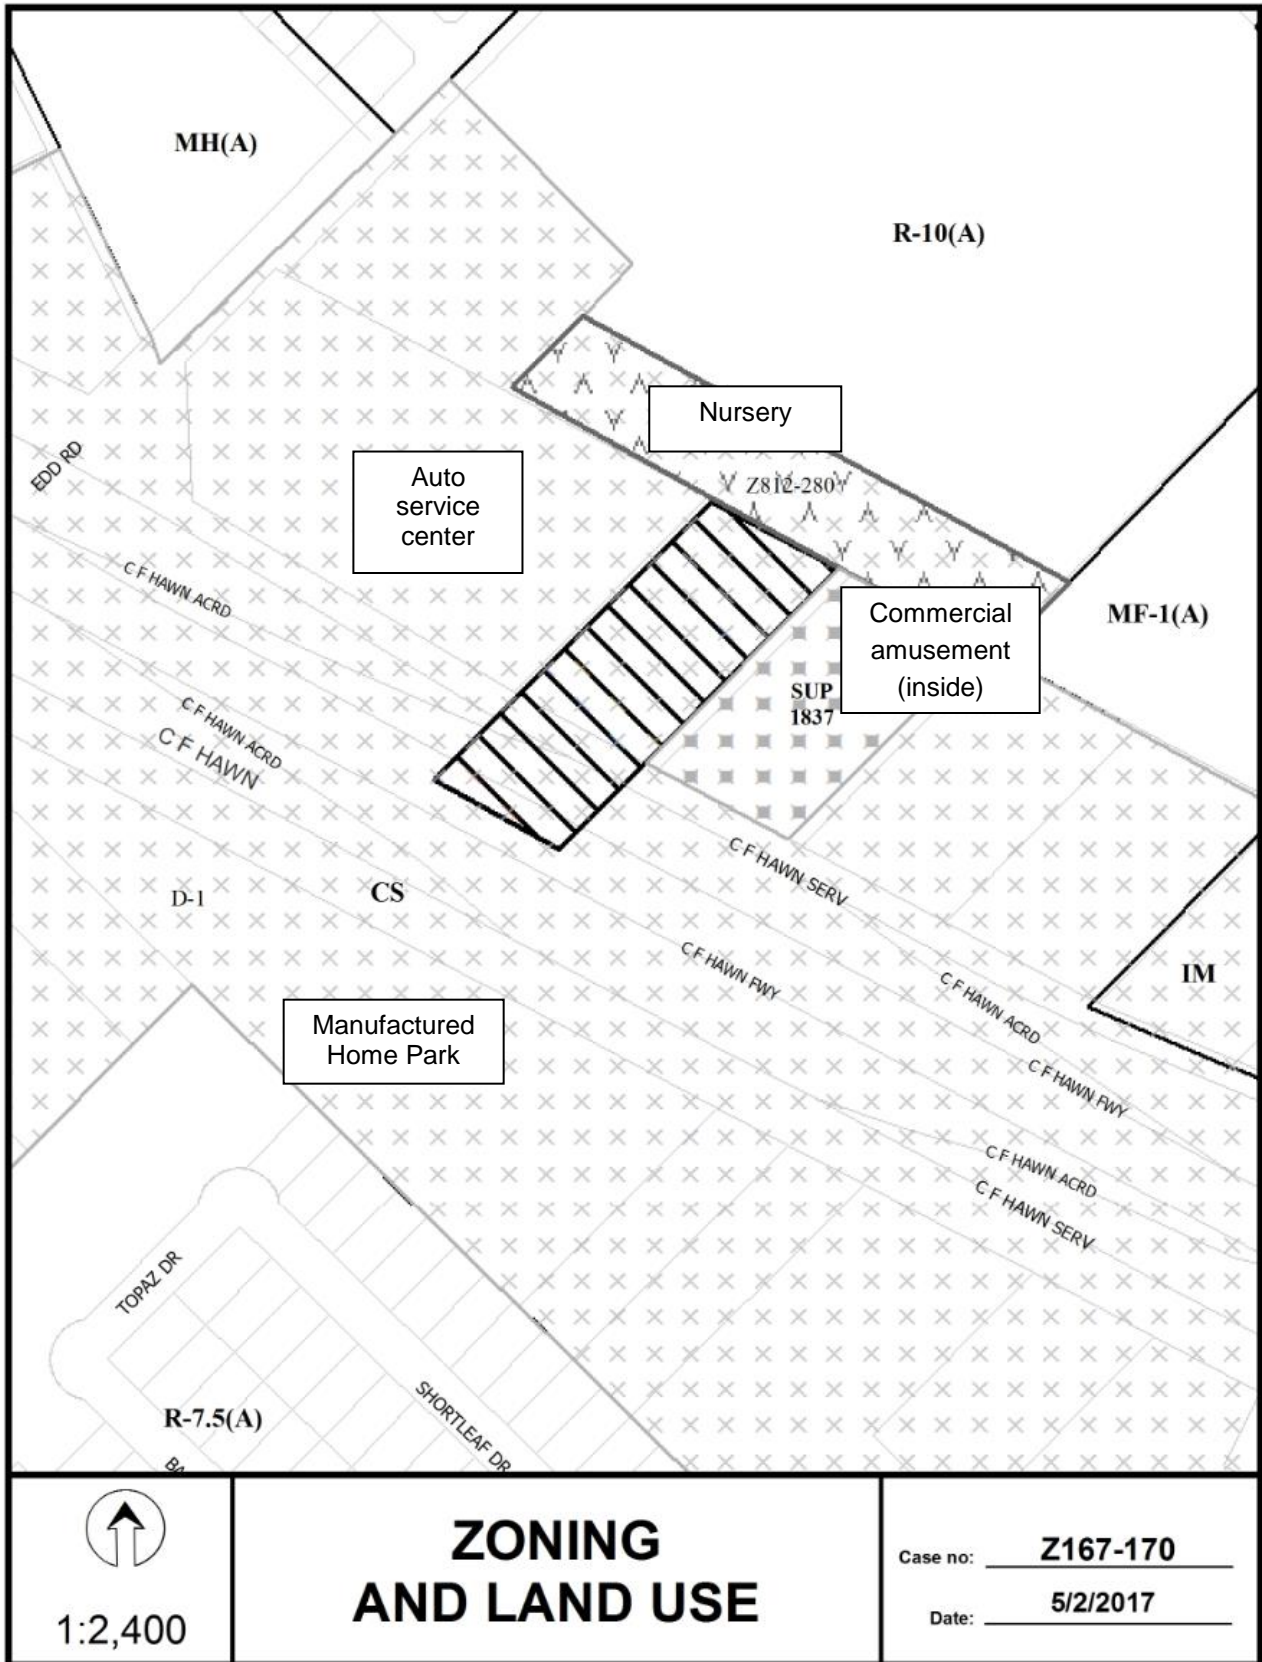 MH(A)
R-10(A)
Nursery
Z812-280
Auto
service
center
EDD RD
C F HAWN ACRD
Commercial
amusement
(inside)
MF-1(A)
SUP
1837
C F HAWN ACRD
C F HAWN
C F HAWN SERV
D-1
CS
C F HAWN FWY
C F HAWN ACRD
IM
Manufactured
Home Park
C F HAWN FWY
C F HAWN ACRD
C F HAWN SERV
TOPAZ DR
SHORTLEAF DR
R-7.5(A)
1:2,400
ZONING
AND LAND USE
Case no: Z167-170
Date: 5/2/2017